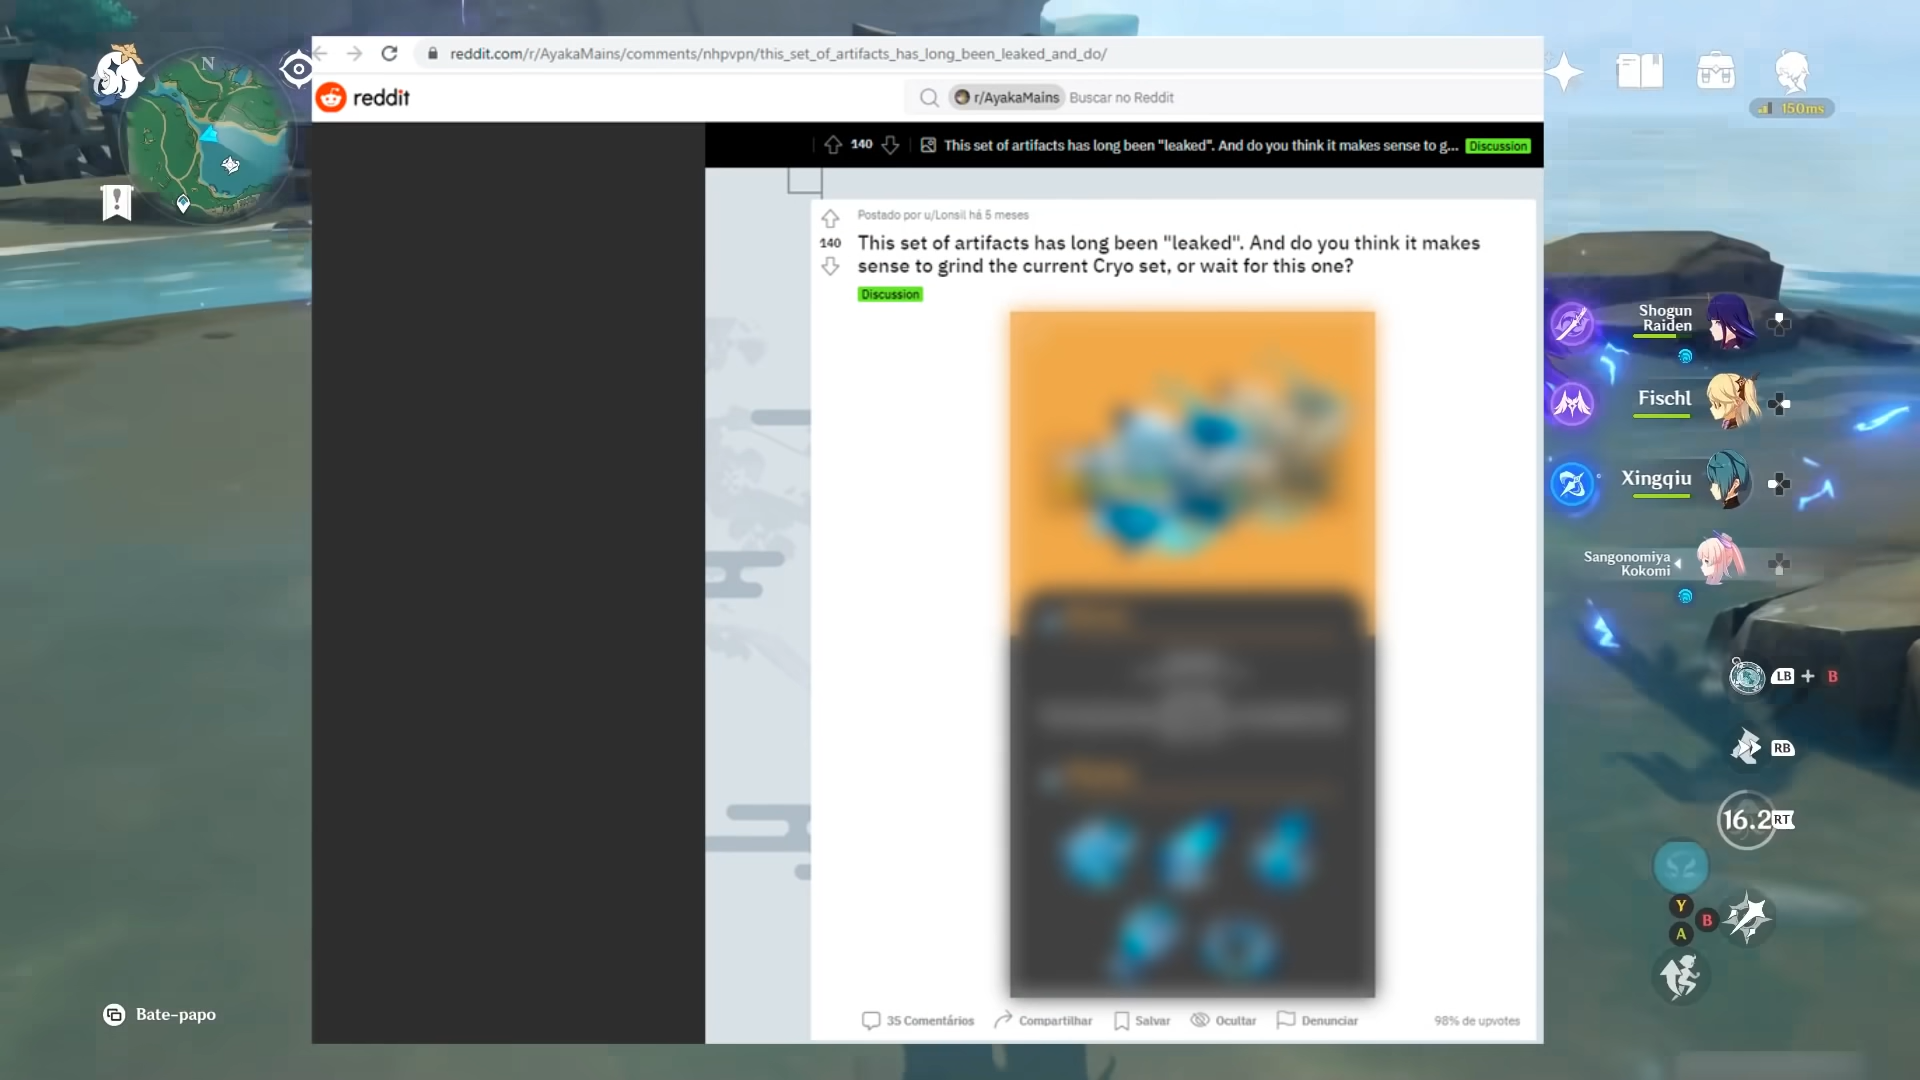 reddit.com/r/AyakaMains/comments/nhpvpn/this_set_of_artifacts_has_long_been_leaked_and_do/
N
reddit
r/AyakaMains Buscar no Reddit
150ms
140 This set of artifacts has long been "leaked". And do you think it makes sense to g... Discussion
Postado por u/Lonsil há 5 meses
140
This set of artifacts has long been "leaked". And do you think it makes
sense to grind the current Cryo set, or wait for this one?
Discussion
Shogun
Raiden
Fischl
Xingqiu
Sangonomiya
Kokomi
LB + B
RB
16.2 RT
Y
B
A
Bate-papo
35 Comentários Compartilhar Salvar Ocultar Denunciar 98% de upvotes